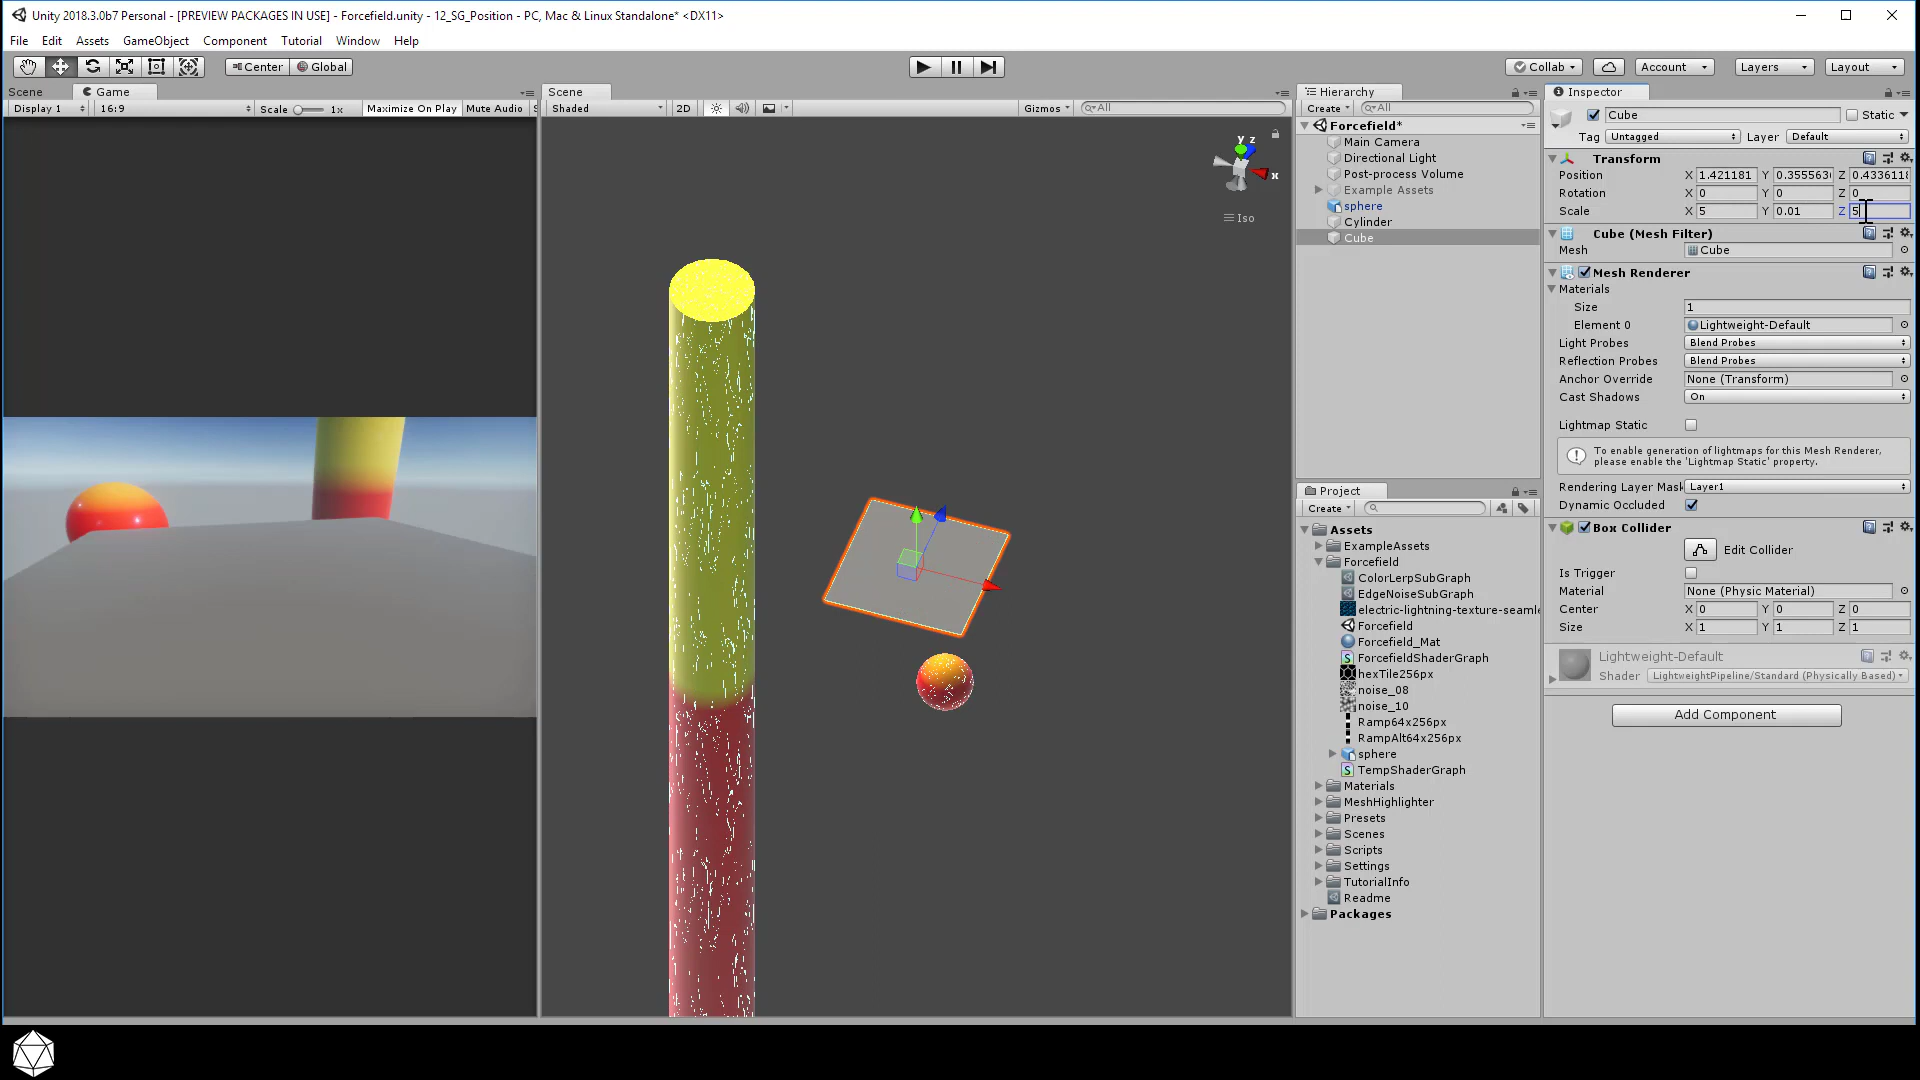 Unity 2018.3.0b7 Personal - [PREVIEW PACKAGES IN USE] - Forcefield.unity - 12_SG_Position - PC, Mac & Linux Standalone* <DX11>
File Edit Assets GameObject Component Tutorial Window Help
Center Global Collab Account Layers Layout
Scene Game Scene Hierarchy Inspector
Display 1 16:9 Scale 1x Maximize On Play Mute Audio S
Shaded 2D Gizmos All
Create All
Forcefield*
Main Camera
Directional Light
Post-process Volume
Example Assets
sphere
Cylinder
Cube
y z
x
Iso
Project
Create
Assets
ExampleAssets
Forcefield
ColorLerpSubGraph
EdgeNoiseSubGraph
electric-lightning-texture-seaml
Forcefield
Forcefield_Mat
ForcefieldShaderGraph
hexTile256px
noise_08
noise_10
Ramp64x256px
RampAlt64x256px
sphere
TempShaderGraph
Materials
MeshHighlighter
Presets
Scenes
Scripts
Settings
TutorialInfo
Readme
Packages
Cube Static
Tag Untagged Layer Default
Transform
Position X 1.421181 Y 0.355563 Z 0.4336118
Rotation X 0 Y 0 Z 0
Scale X 5 Y 0.01 Z 5
Cube (Mesh Filter)
Mesh Cube
Mesh Renderer
Materials
Size 1
Element 0 Lightweight-Default
Light Probes Blend Probes
Reflection Probes Blend Probes
Anchor Override None (Transform)
Cast Shadows On
Lightmap Static
To enable generation of lightmaps for this Mesh Renderer,
please enable the 'Lightmap Static' property.
Rendering Layer Mask Layer1
Dynamic Occluded
Box Collider
Edit Collider
Is Trigger
Material None (Physic Material)
Center X 0 Y 0 Z 0
Size X 1 Y 1 Z 1
Lightweight-Default
Shader LightweightPipeline/Standard (Physically Based)
Add Component